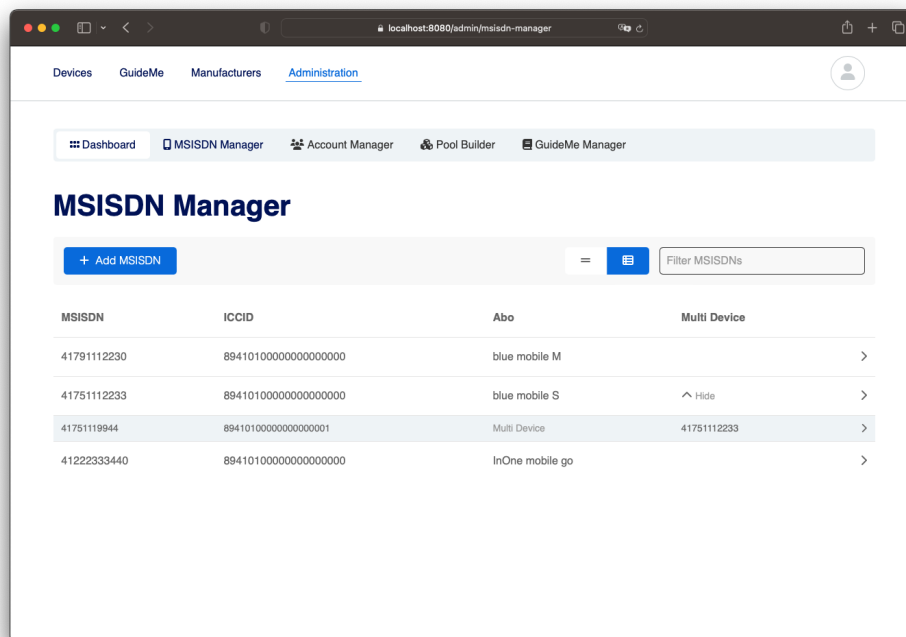 localhost:8080/admin/msisdn-manager
Devices GuideMe Manufacturers Administration
Dashboard MSISDN Manager Account Manager Pool Builder GuideMe Manager
MSISDN Manager
+ Add MSISDN Filter MSISDNs
MSISDN ICCID Abo Multi Device
41791112230 89410100000000000000 blue mobile M
41751112233 89410100000000000000 blue mobile S Hide
41751119944 89410100000000000001 Multi Device 41751112233
41222333440 89410100000000000000 InOne mobile go